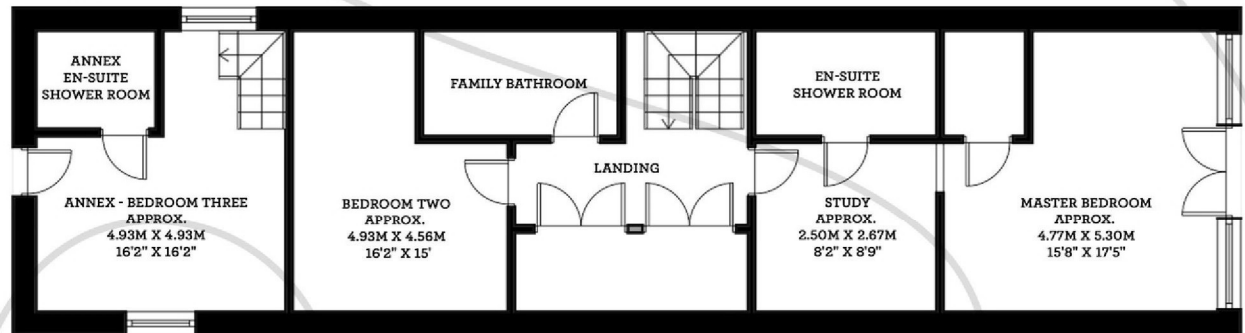 ANNEX
EN-SUITE
SHOWER ROOM
ANNEX - BEDROOM THREE
APPROX.
4.93M X 4.93M
16'2" X 16'2"
BEDROOM TWO
APPROX.
4.93M X 4.56M
16'2" X 15'
FAMILY BATHROOM
LANDING
EN-SUITE
SHOWER ROOM
STUDY
APPROX.
2.50M X 2.67M
8'2" X 8'9"
MASTER BEDROOM
APPROX.
4.77M X 5.30M
15'8" X 17'5"